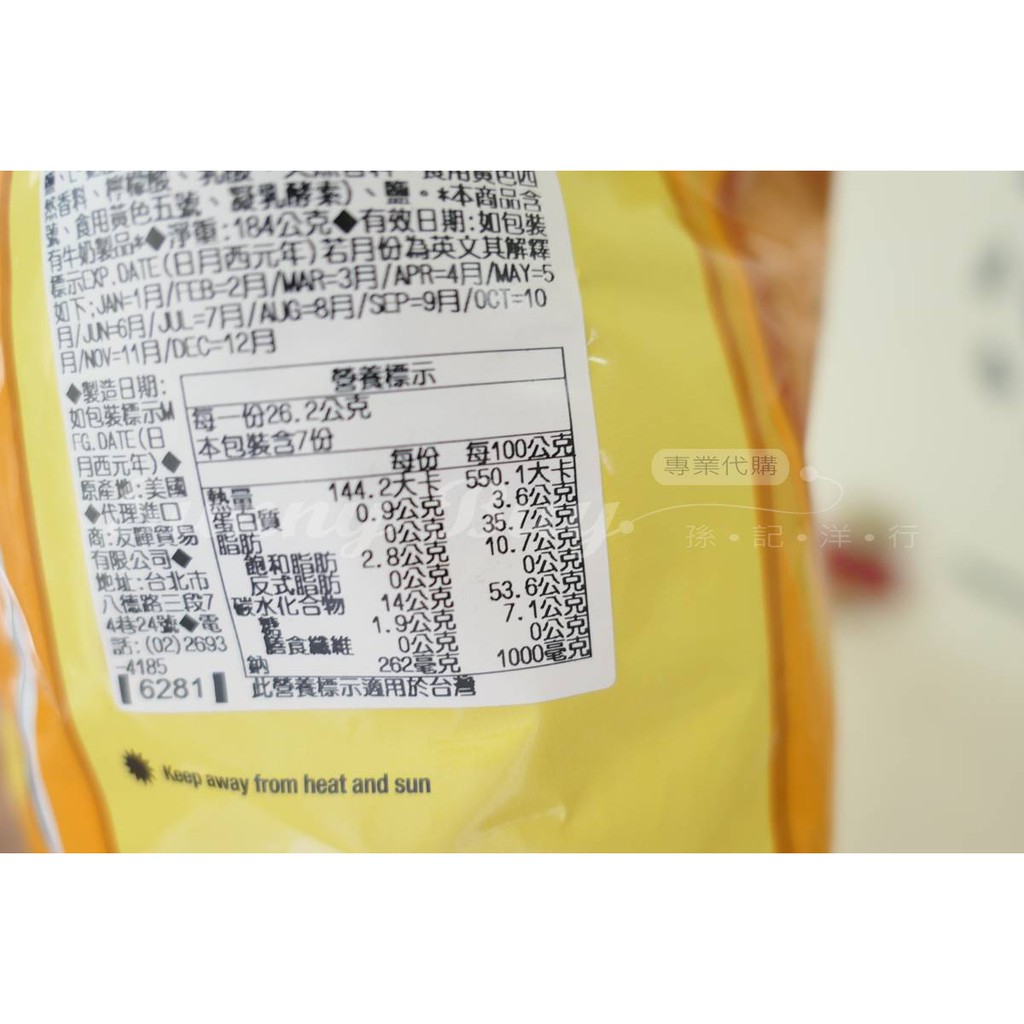 然香料、檸檬酸、乳酸、天然香料、食用黃色四
號、食用黃色五號、凝乳酵素)、鹽。*本商品含
有牛奶製品*◆淨重:184公克◆有效日期:如包裝
標示EXP.DATE(日月西元年)若月份為英文其解釋
如下;JAN=1月/FEB=2月/MAR=3月/APR=4月/MAY=5
月/JUN=6月/JUL=7月/AUG=8月/SEP=9月/OCT=10
月/NOV=11月/DEC=12月
◆製造日期:
如包裝標示M
FG.DATE(日
月西元年)◆
原產地:美國
◆代理進口
商:友輝貿易
有限公司◆
地址:台北市
八德路三段7
4巷24號◆電
話:(02)2693
-4185
6281
營養標示
每一份26.2公克
本包裝含7份
每份 每100公克
熱量 144.2大卡 550.1大卡
蛋白質 0.9公克 3.6公克
脂肪 0公克 35.7公克
飽和脂肪 2.8公克 10.7公克
反式脂肪 0公克 0公克
碳水化合物 14公克 53.6公克
糖 1.9公克 7.1公克
膳食纖維 0公克 0公克
鈉 262毫克 1000毫克
此營養標示適用於台灣
Keep away from heat and sun
專業代購
孫•記•洋•行